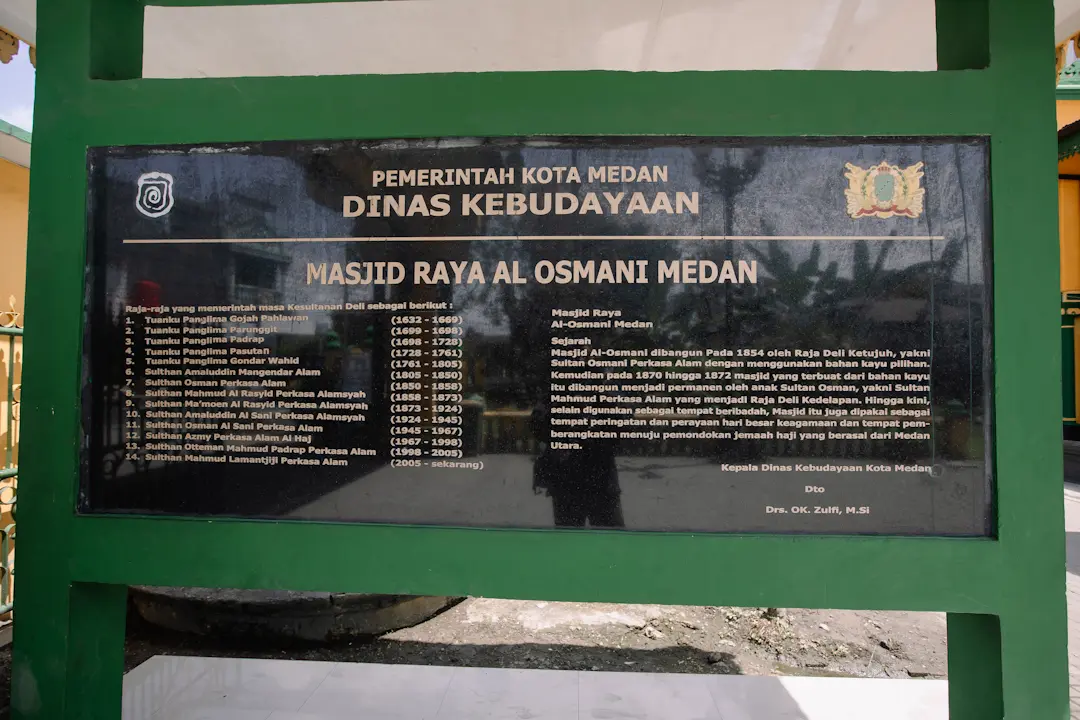 PEMERINTAH KOTA MEDAN
DINAS KEBUDAYAAN
MASJID RAYA AL OSMANI MEDAN
Raja-raja yang menerintah masa Kesultanan Deli sebagai berikut :
1. Tuanku Panglima Gojah Pahlawan (1632 - 1669)
2. Tuanku Panglima Parunggit (1699 - 1698)
3. Tuanku Panglima Padrap (1698 - 1728)
4. Tuanku Panglima Pasutan (1728 - 1761)
5. Tuanku Panglima Gondar Wahid (1761 - 1805)
6. Sulthan Amaluddin Mangendar Alam (1805 - 1850)
7. Sulthan Osman Perkasa Alam (1850 - 1858)
8. Sulthan Mahmud Al Rasyid Perkasa Alamsyah (1858 - 1873)
9. Sulthan Ma'moen Al Rasyid Perkasa Alamsyah (1873 - 1924)
10. Sulthan Amaluddin Al Sani Perkasa Alamsyah (1924 - 1945)
11. Sulthan Osman Al Sani Perkasa Alam (1945 - 1967)
12. Sulthan Azmy Perkasa Alam Al Haj (1967 - 1998)
13. Sulthan Otteman Mahmud Padrap Perkasa Alam (1998 - 2005)
14. Sulthan Mahmud Lamantjiji Perkasa Alam (2005 - sekarang)
Masjid Raya
Al-Osmani Medan
Sejarah
Masjid Al-Osmani dibangun Pada 1854 oleh Raja Deli Ketujuh, yakni
Sultan Osmani Perkasa Alam dengan menggunakan bahan kayu pilihan.
Kemudian pada 1870 hingga 1872 masjid yang terbuat dari bahan kayu
itu dibangun menjadi permanen oleh anak Sultan Osman, yakni Sultan
Mahmud Perkasa Alam yang menjadi Raja Deli Kedelapan. Hingga kini,
selain digunakan sebagai tempat beribadah, Masjid itu juga dipakai sebagai
tempat peringatan dan perayaan hari besar keagamaan dan tempat pem-
berangkatan menuju pemondokan jemaah haji yang berasal dari Medan
Utara.
Kepala Dinas Kebudayaan Kota Medan
Dto
Drs. OK. Zulfi, M.Si